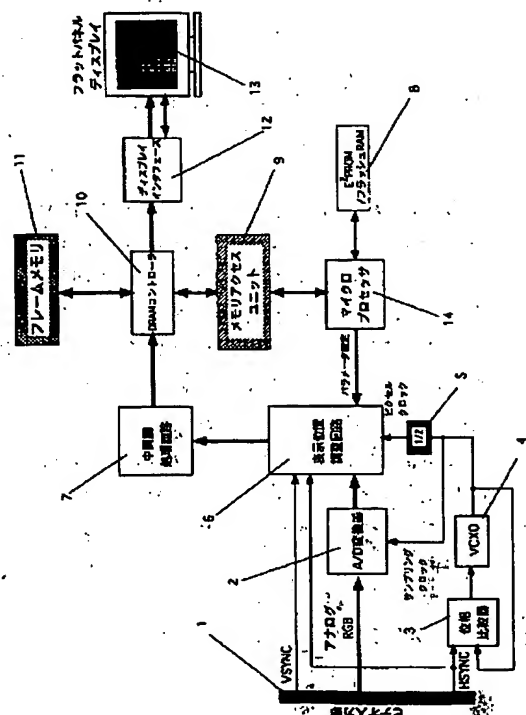 フラットパネル
ディスプレイ
13
11
フレームメモリ
12
ディスプレイ
インタフェース
10
DRAMコントローラ
9
メモリアクセス
ユニット
8
E²PROM
/フラッシュRAM
マイクロ
プロセッサ
14
パラメータ設定
7
中間調
処理回路
6
表示位置
調整回路
ピクセル
クロック
5
1/2
2
A/D変換器
サンプリング
クロック
4
VCXO
3
位相
比較器
1
VSYNC
アナログ
RGB
HSYNC